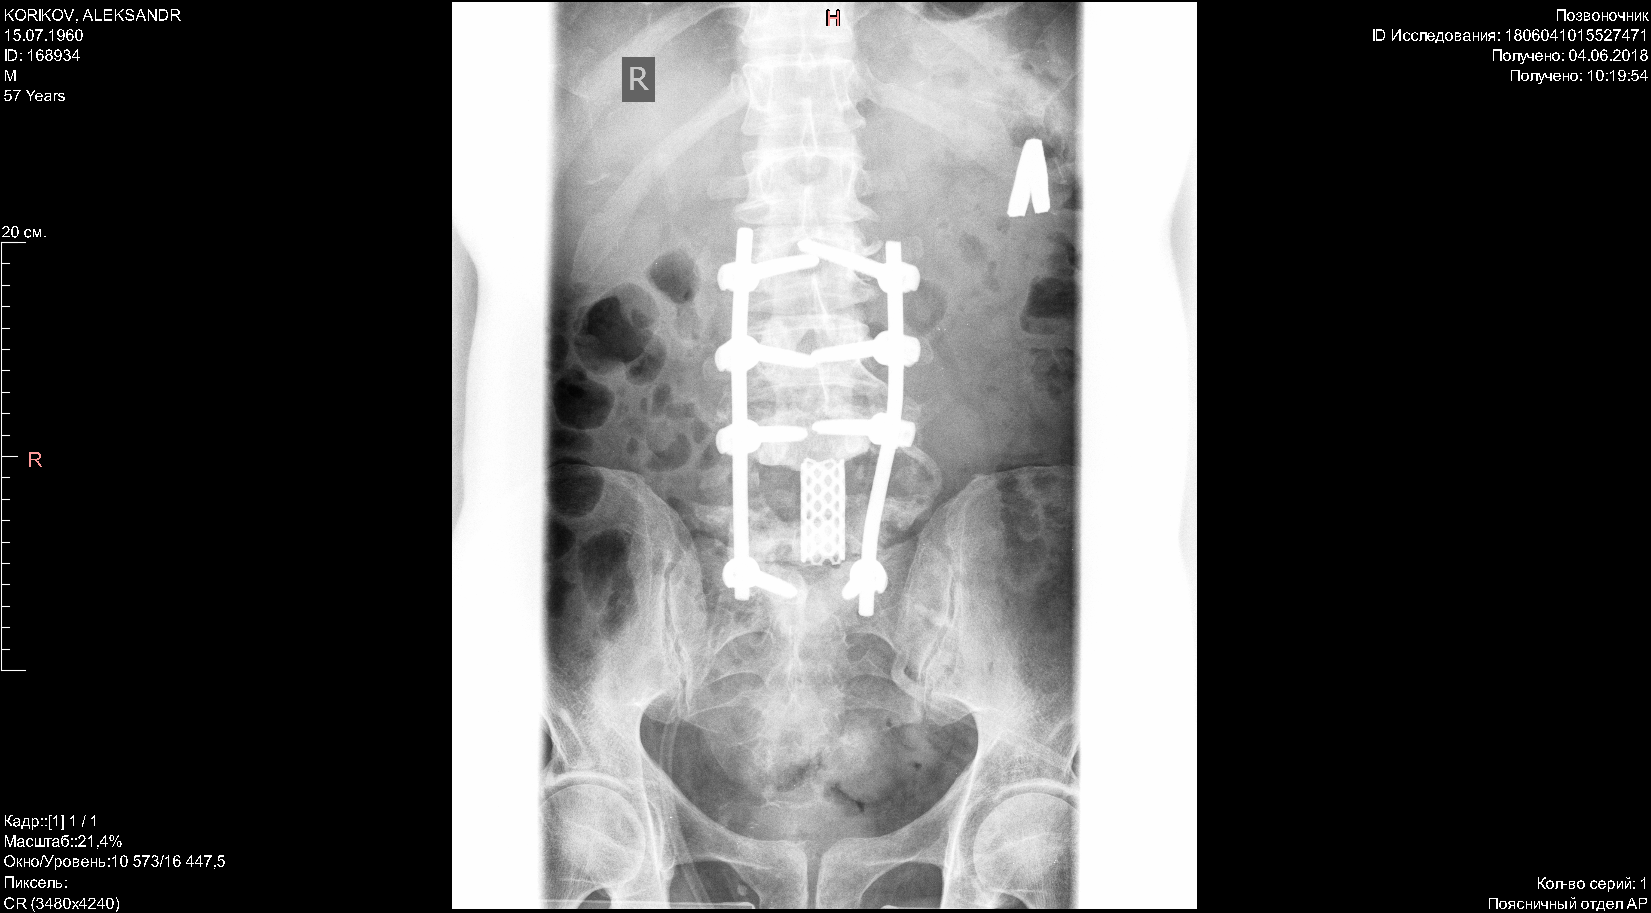 KORIKOV, ALEKSANDR
15.07.1960
ID: 168934
M
57 Years
Позвоночник
ID Исследования: 1806041015527471
Получено: 04.06.2018
Получено: 10:19:54
H
R
20 см.
R
Кадр::[1] 1 / 1
Масштаб::21,4%
Окно/Уровень:10 573/16 447,5
Пиксель:
CR (3480x4240)
Кол-во серий: 1
Поясничный отдел AP